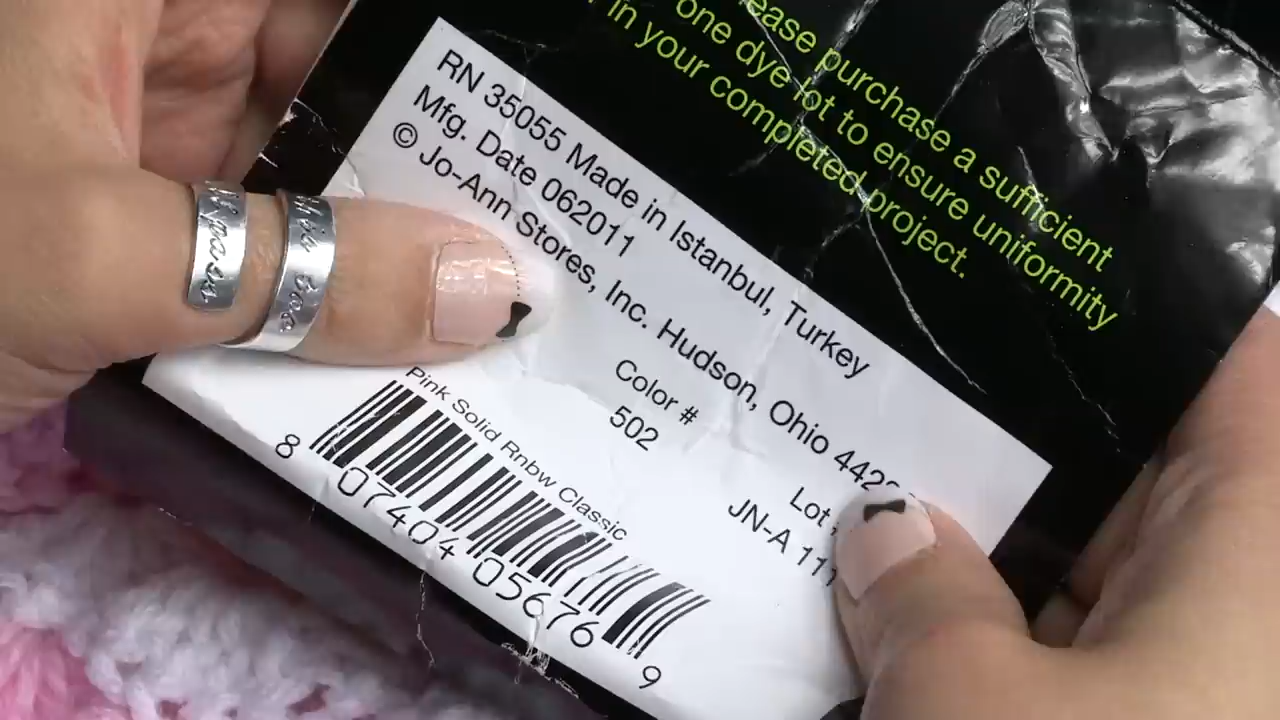 purchase a sufficient
one dye lot to ensure uniformity
in your completed project.
RN 35055 Made in Istanbul, Turkey
Mfg. Date 062011
© Jo-Ann Stores, Inc. Hudson, Ohio
Color #
502
Lot
JN-A
Pink Solid Rnbw Classic
8 07404 05676 9